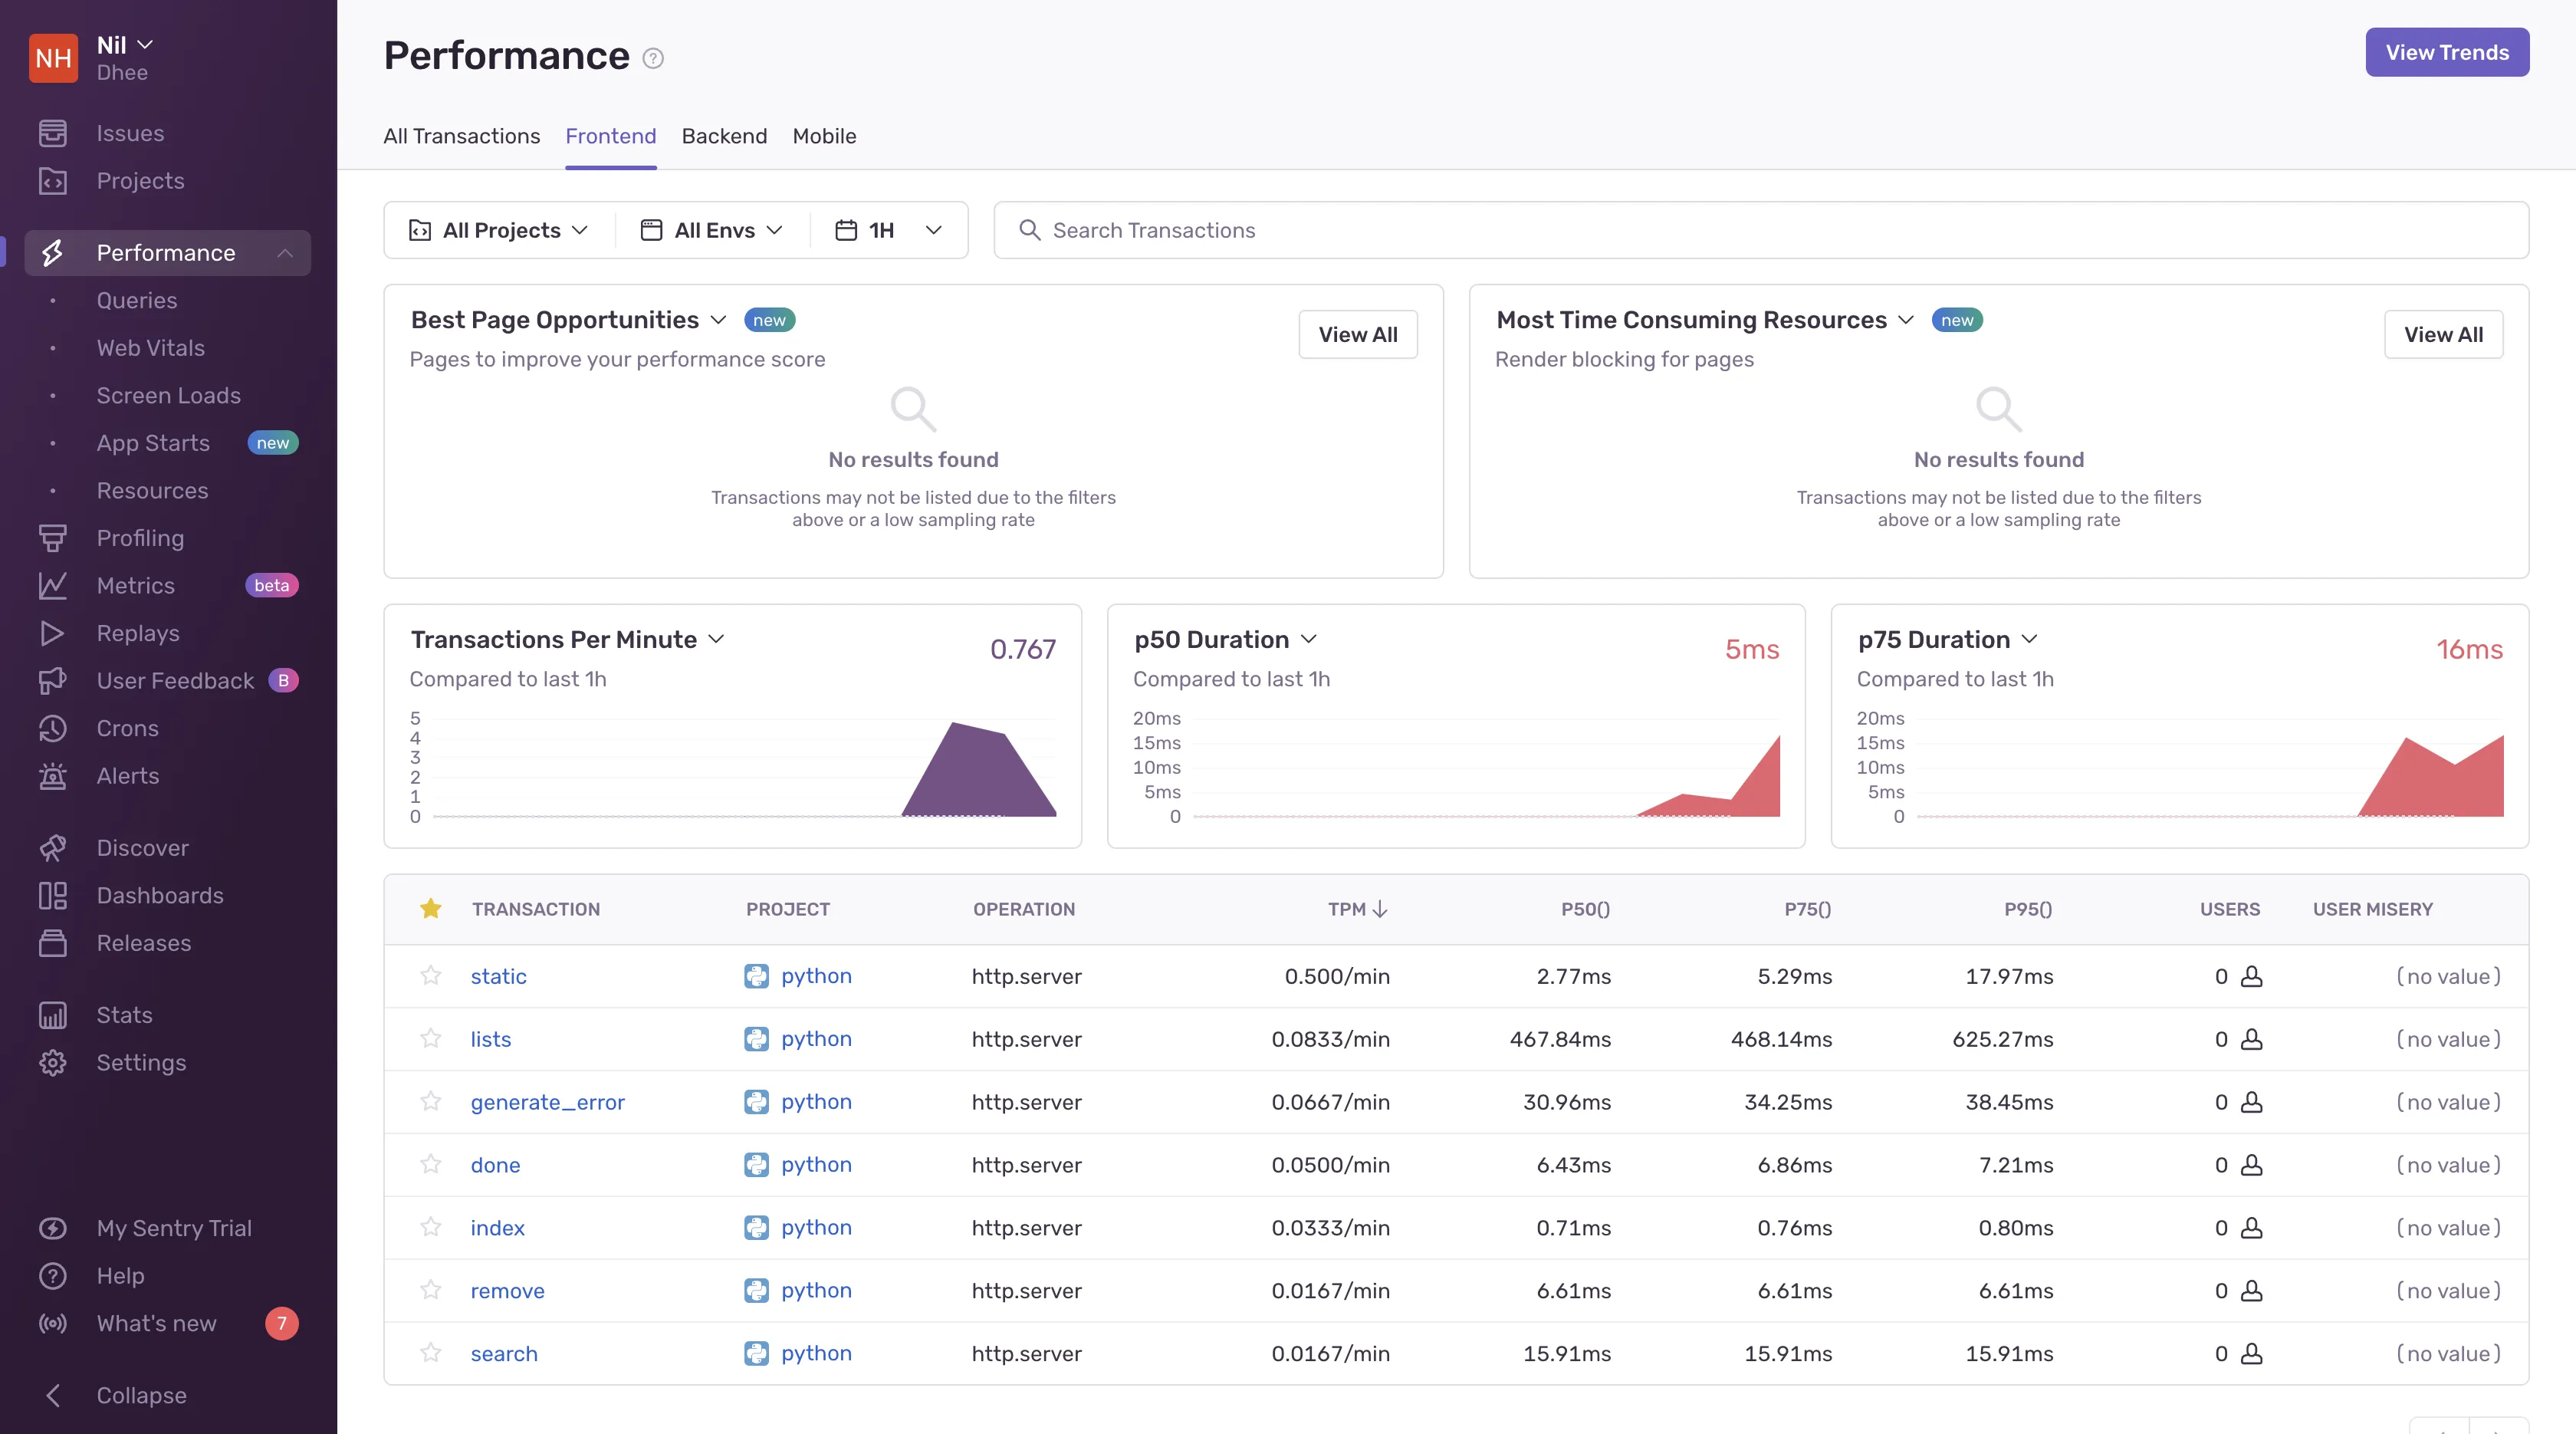 NH
Nil
Dhee
Issues
Projects
Performance
Queries
Web Vitals
Screen Loads
App Starts new
Resources
Profiling
Metrics beta
Replays
User Feedback B
Crons
Alerts
Discover
Dashboards
Releases
Stats
Settings
My Sentry Trial
Help
What's new 7
Collapse
Performance ?
View Trends
All Transactions Frontend Backend Mobile
All Projects All Envs 1H Search Transactions
Best Page Opportunities new
View All
Pages to improve your performance score
No results found
Transactions may not be listed due to the filters
above or a low sampling rate
Most Time Consuming Resources new
View All
Render blocking for pages
No results found
Transactions may not be listed due to the filters
above or a low sampling rate
Transactions Per Minute 0.767
Compared to last 1h
5
4
3
2
1
0
p50 Duration 5ms
Compared to last 1h
20ms
15ms
10ms
5ms
0
p75 Duration 16ms
Compared to last 1h
20ms
15ms
10ms
5ms
0
TRANSACTION PROJECT OPERATION TPM P50() P75() P95() USERS USER MISERY
static python http.server 0.500/min 2.77ms 5.29ms 17.97ms 0 (no value)
lists python http.server 0.0833/min 467.84ms 468.14ms 625.27ms 0 (no value)
generate_error python http.server 0.0667/min 30.96ms 34.25ms 38.45ms 0 (no value)
done python http.server 0.0500/min 6.43ms 6.86ms 7.21ms 0 (no value)
index python http.server 0.0333/min 0.71ms 0.76ms 0.80ms 0 (no value)
remove python http.server 0.0167/min 6.61ms 6.61ms 6.61ms 0 (no value)
search python http.server 0.0167/min 15.91ms 15.91ms 15.91ms 0 (no value)